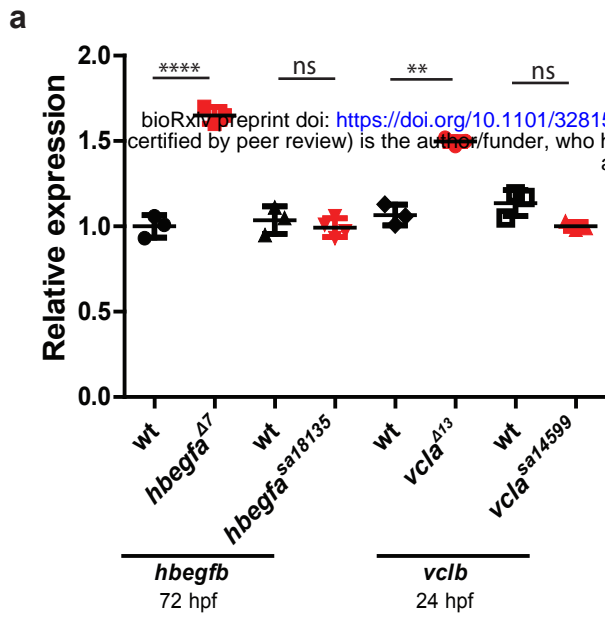 a
**** ns ** ns
2.0
bioRxiv preprint doi: https://doi.org/10.1101/32815
certified by peer review) is the author/funder, who h
a
1.5
1.0
0.5
0.0
Relative expression
wt
hbegfa^Δ7
wt
hbegfa^sa18135
wt
vcla^Δ13
wt
vcla^sa14599
hbegfb vclb
72 hpf 24 hpf